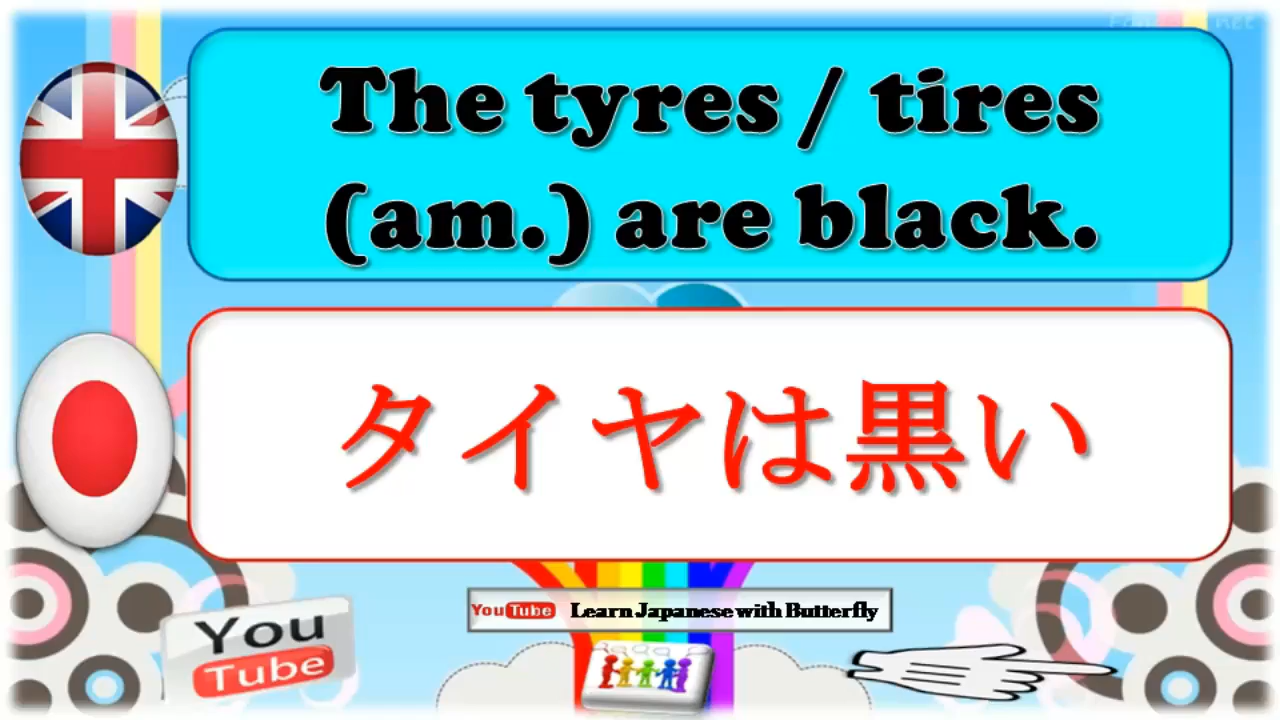 The tyres / tires
(am.) are black.
タイヤは黒い
YouTube Learn Japanese with Butterfly
You
Tube